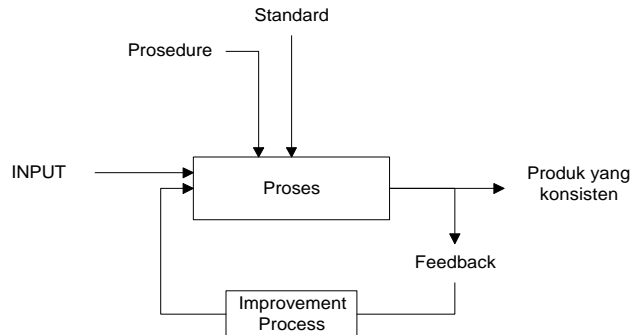 Standard
Prosedure
INPUT
Proses
Produk yang
konsisten
Feedback
Improvement
Process